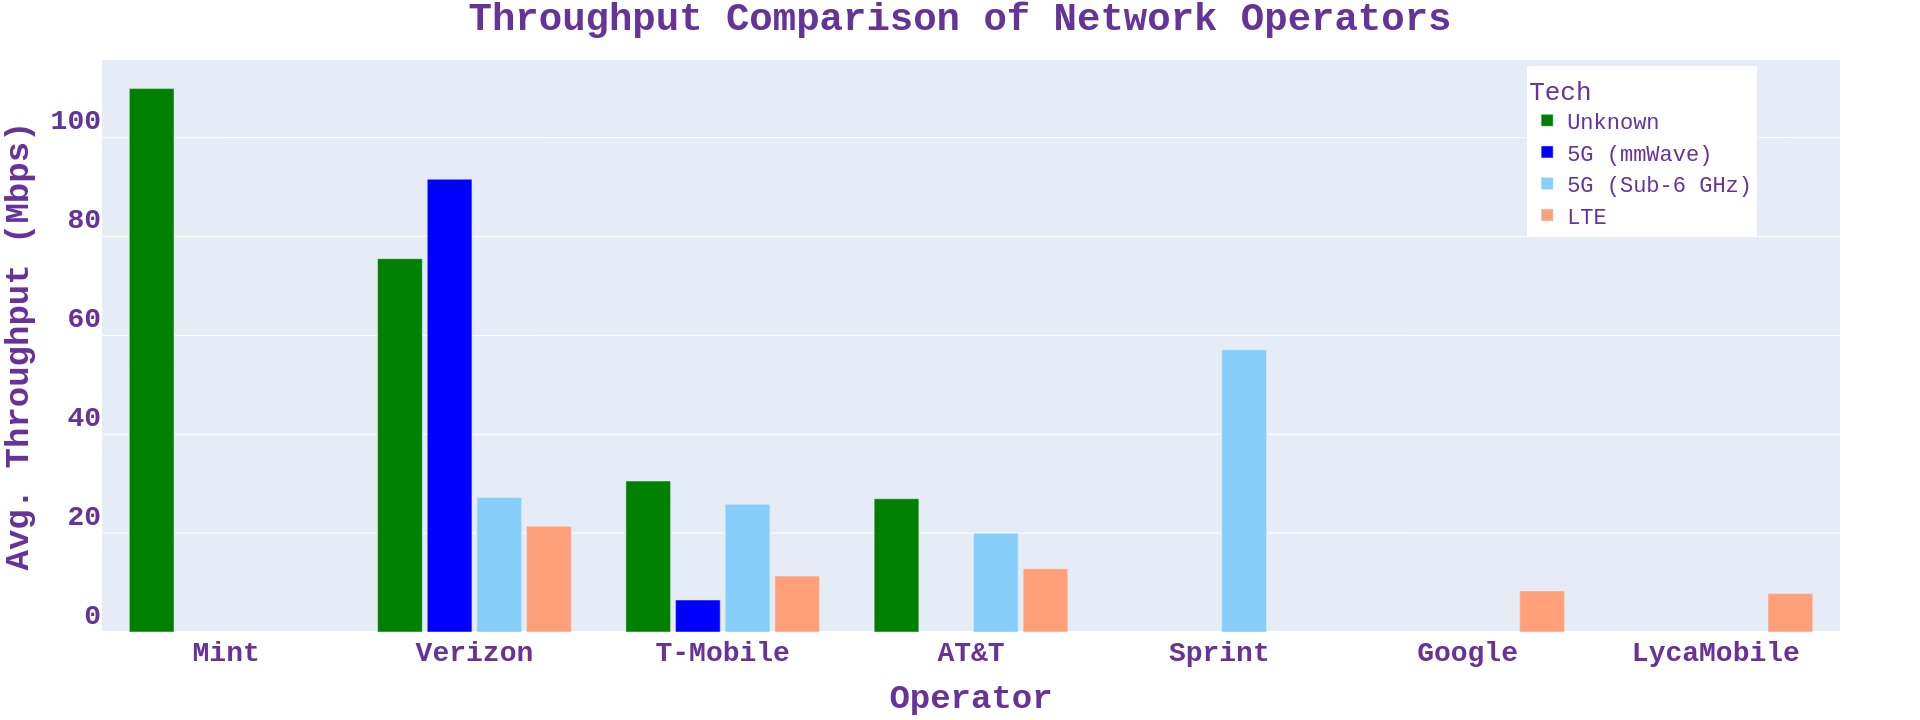 Throughput Comparison of Network Operators
Avg. Throughput (Mbps)
100
80
60
40
20
0
Tech
Unknown
5G (mmWave)
5G (Sub-6 GHz)
LTE
Mint
Verizon
T-Mobile
AT&T
Sprint
Google
LycaMobile
Operator